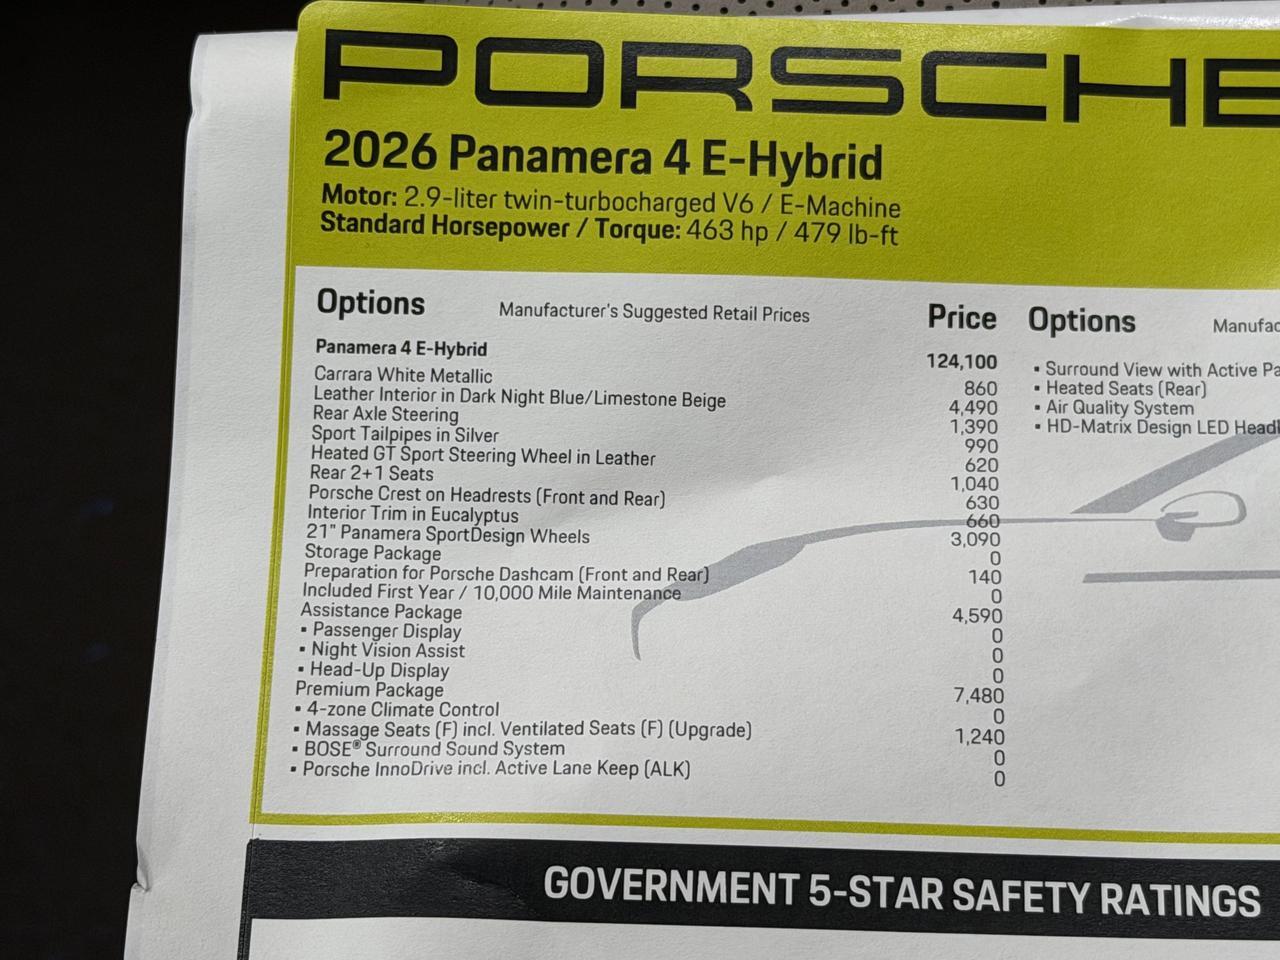 PORSCHE
2026 Panamera 4 E-Hybrid
Motor: 2.9-liter twin-turbocharged V6 / E-Machine
Standard Horsepower / Torque: 463 hp / 479 lb-ft
Options Manufacturer's Suggested Retail Prices Price
Panamera 4 E-Hybrid 124,100
Carrara White Metallic 860
Leather Interior in Dark Night Blue/Limestone Beige 4,490
Rear Axle Steering 1,390
Sport Tailpipes in Silver 990
Heated GT Sport Steering Wheel in Leather 620
Rear 2+1 Seats 1,040
Porsche Crest on Headrests (Front and Rear) 630
Interior Trim in Eucalyptus 660
21" Panamera SportDesign Wheels 3,090
Storage Package 0
Preparation for Porsche Dashcam (Front and Rear) 140
Included First Year / 10,000 Mile Maintenance 0
Assistance Package 4,590
▪ Passenger Display 0
▪ Night Vision Assist 0
▪ Head-Up Display 0
Premium Package 7,480
▪ 4-zone Climate Control 0
▪ Massage Seats (F) incl. Ventilated Seats (F) (Upgrade) 1,240
▪ BOSE® Surround Sound System 0
▪ Porsche InnoDrive incl. Active Lane Keep (ALK) 0
Options
▪ Surround View with Active
▪ Heated Seats (Rear)
▪ Air Quality System
▪ HD-Matrix Design LED
GOVERNMENT 5-STAR SAFETY RATINGS